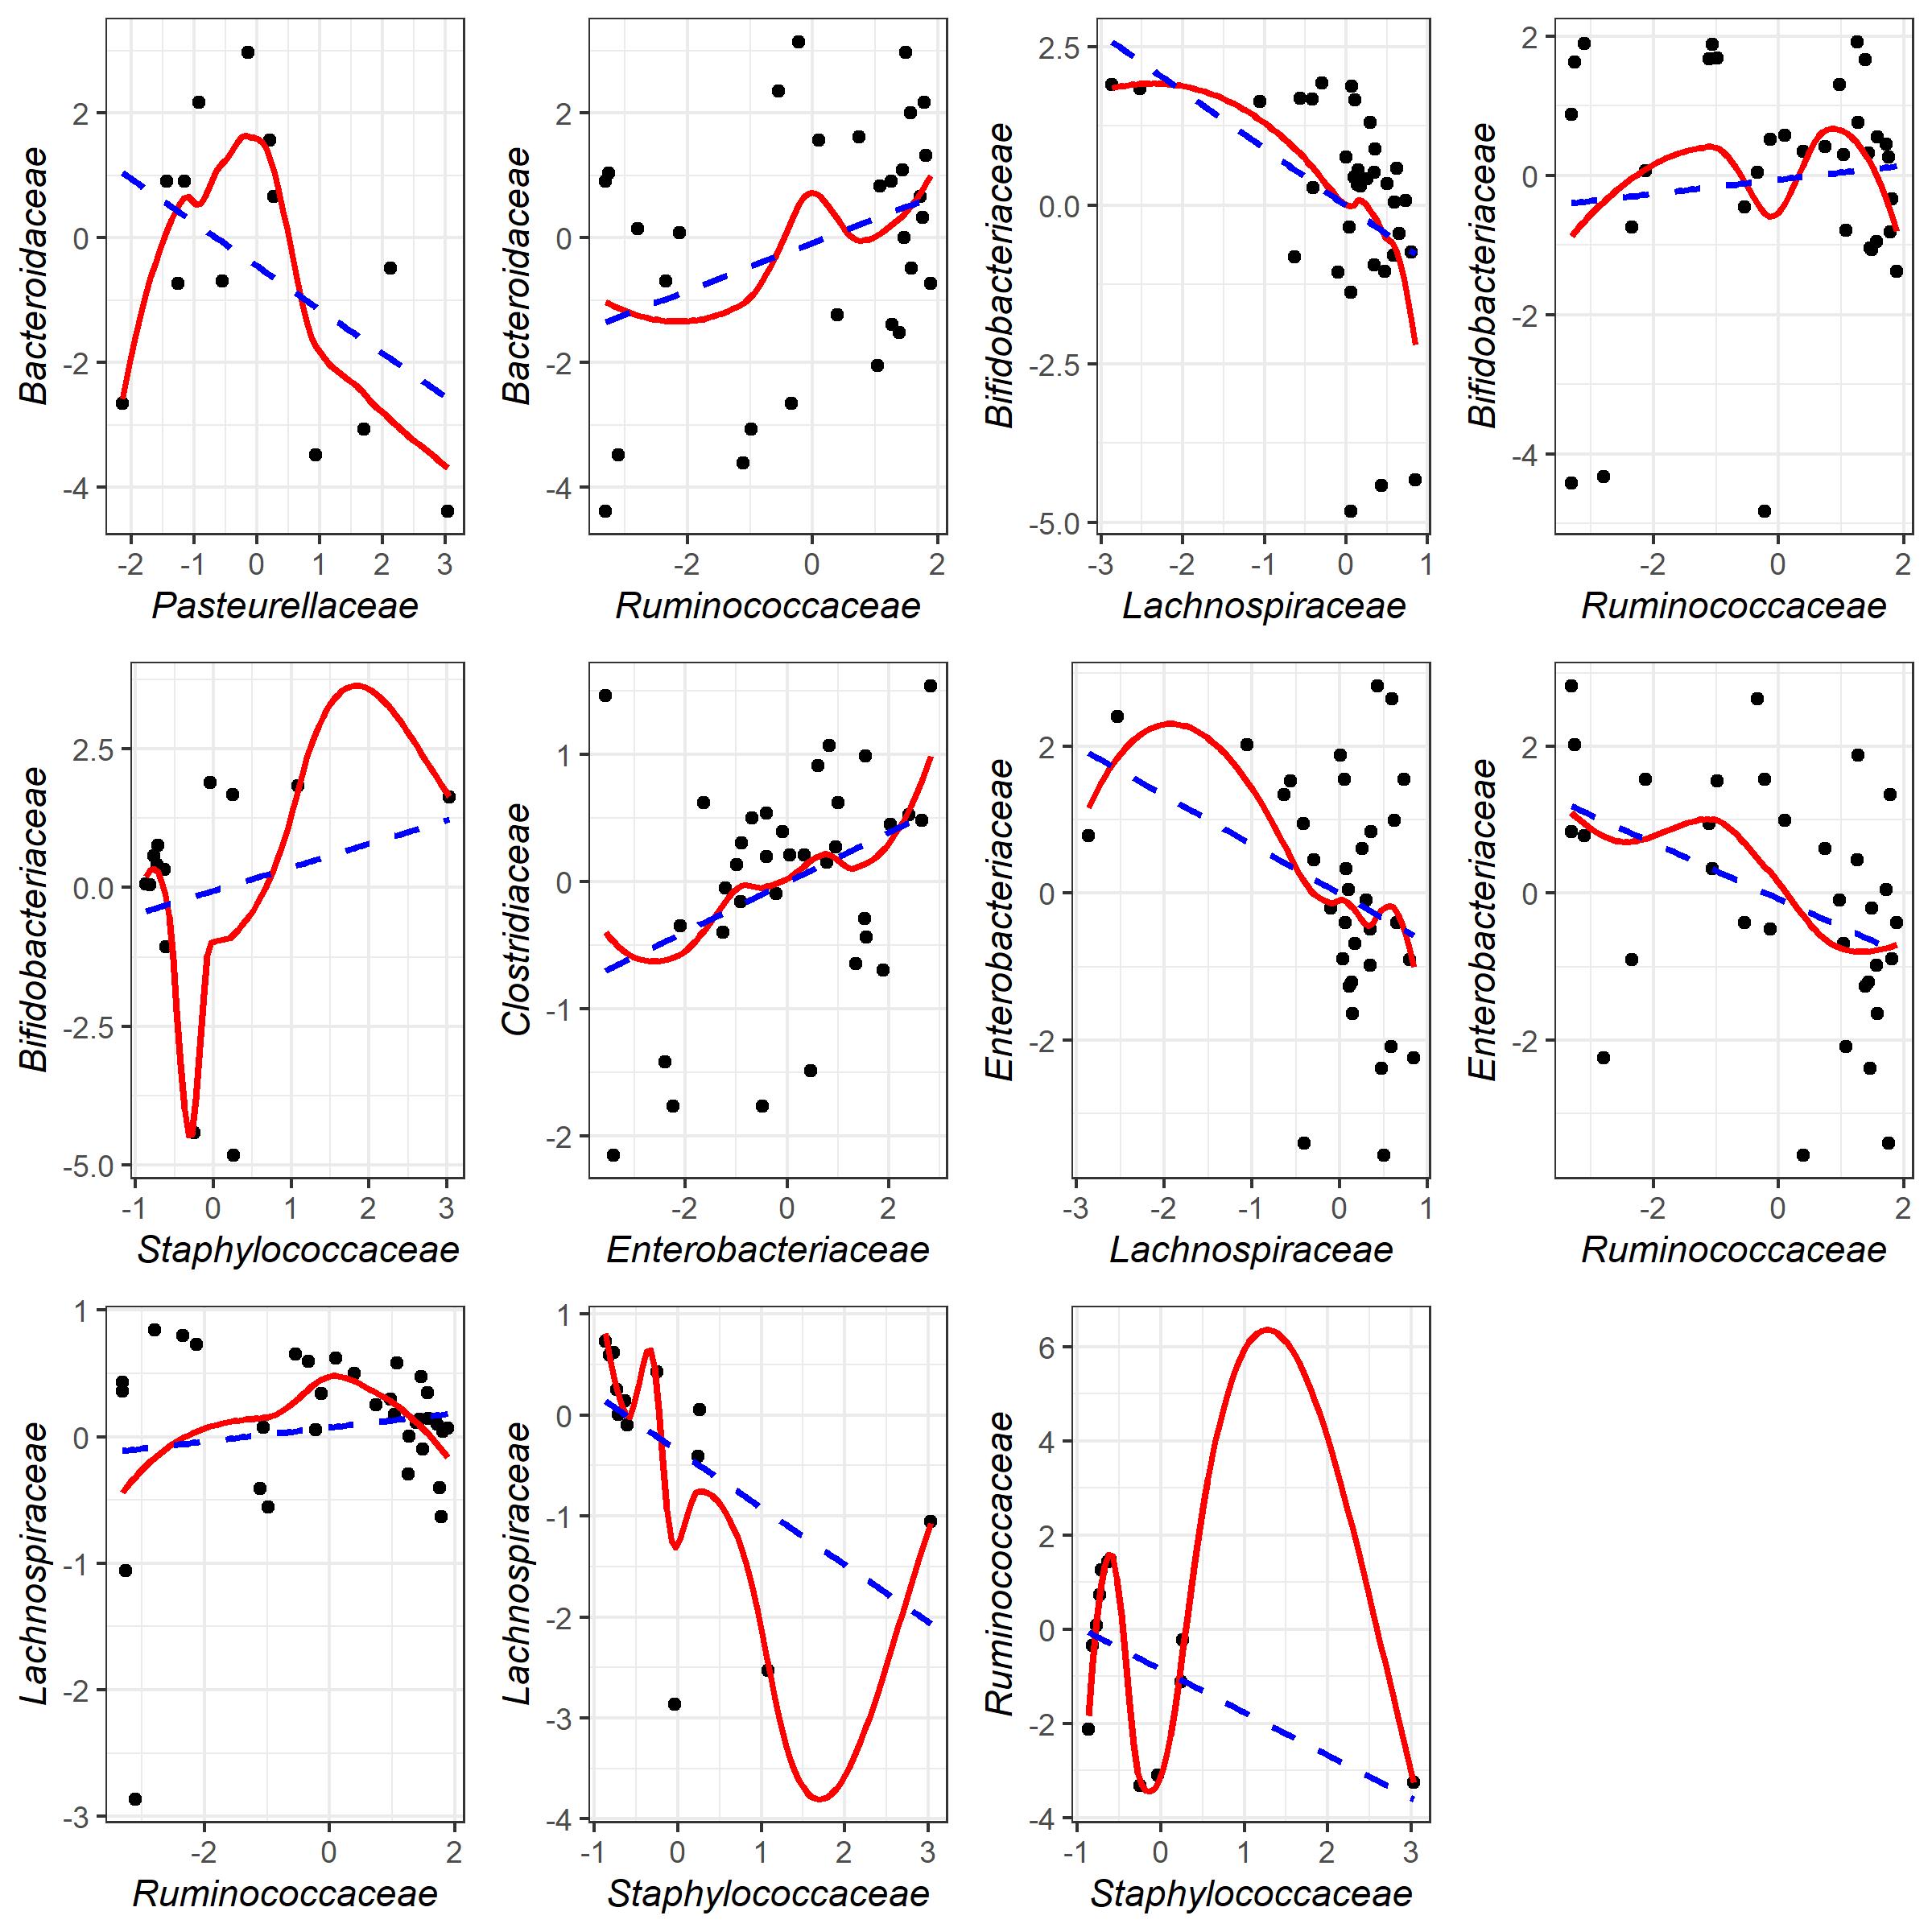 Bacteroidaceae
2
0
-2
-4
-2 -1 0 1 2 3
Pasteurellaceae
Bacteroidaceae
2
0
-2
-4
-2 0 2
Ruminococcaceae
Bifidobacteriaceae
2.5
0.0
-2.5
-5.0
-3 -2 -1 0 1
Lachnospiraceae
Bifidobacteriaceae
2
0
-2
-4
-2 0 2
Ruminococcaceae
Bifidobacteriaceae
2.5
0.0
-2.5
-5.0
-1 0 1 2 3
Staphylococcaceae
Clostridiaceae
1
0
-1
-2
-2 0 2
Enterobacteriaceae
Enterobacteriaceae
2
0
-2
-3 -2 -1 0 1
Lachnospiraceae
Enterobacteriaceae
2
0
-2
-2 0 2
Ruminococcaceae
Lachnospiraceae
1
0
-1
-2
-3
-2 0 2
Ruminococcaceae
Lachnospiraceae
1
0
-1
-2
-3
-4
-1 0 1 2 3
Staphylococcaceae
Ruminococcaceae
6
4
2
0
-2
-4
-1 0 1 2 3
Staphylococcaceae